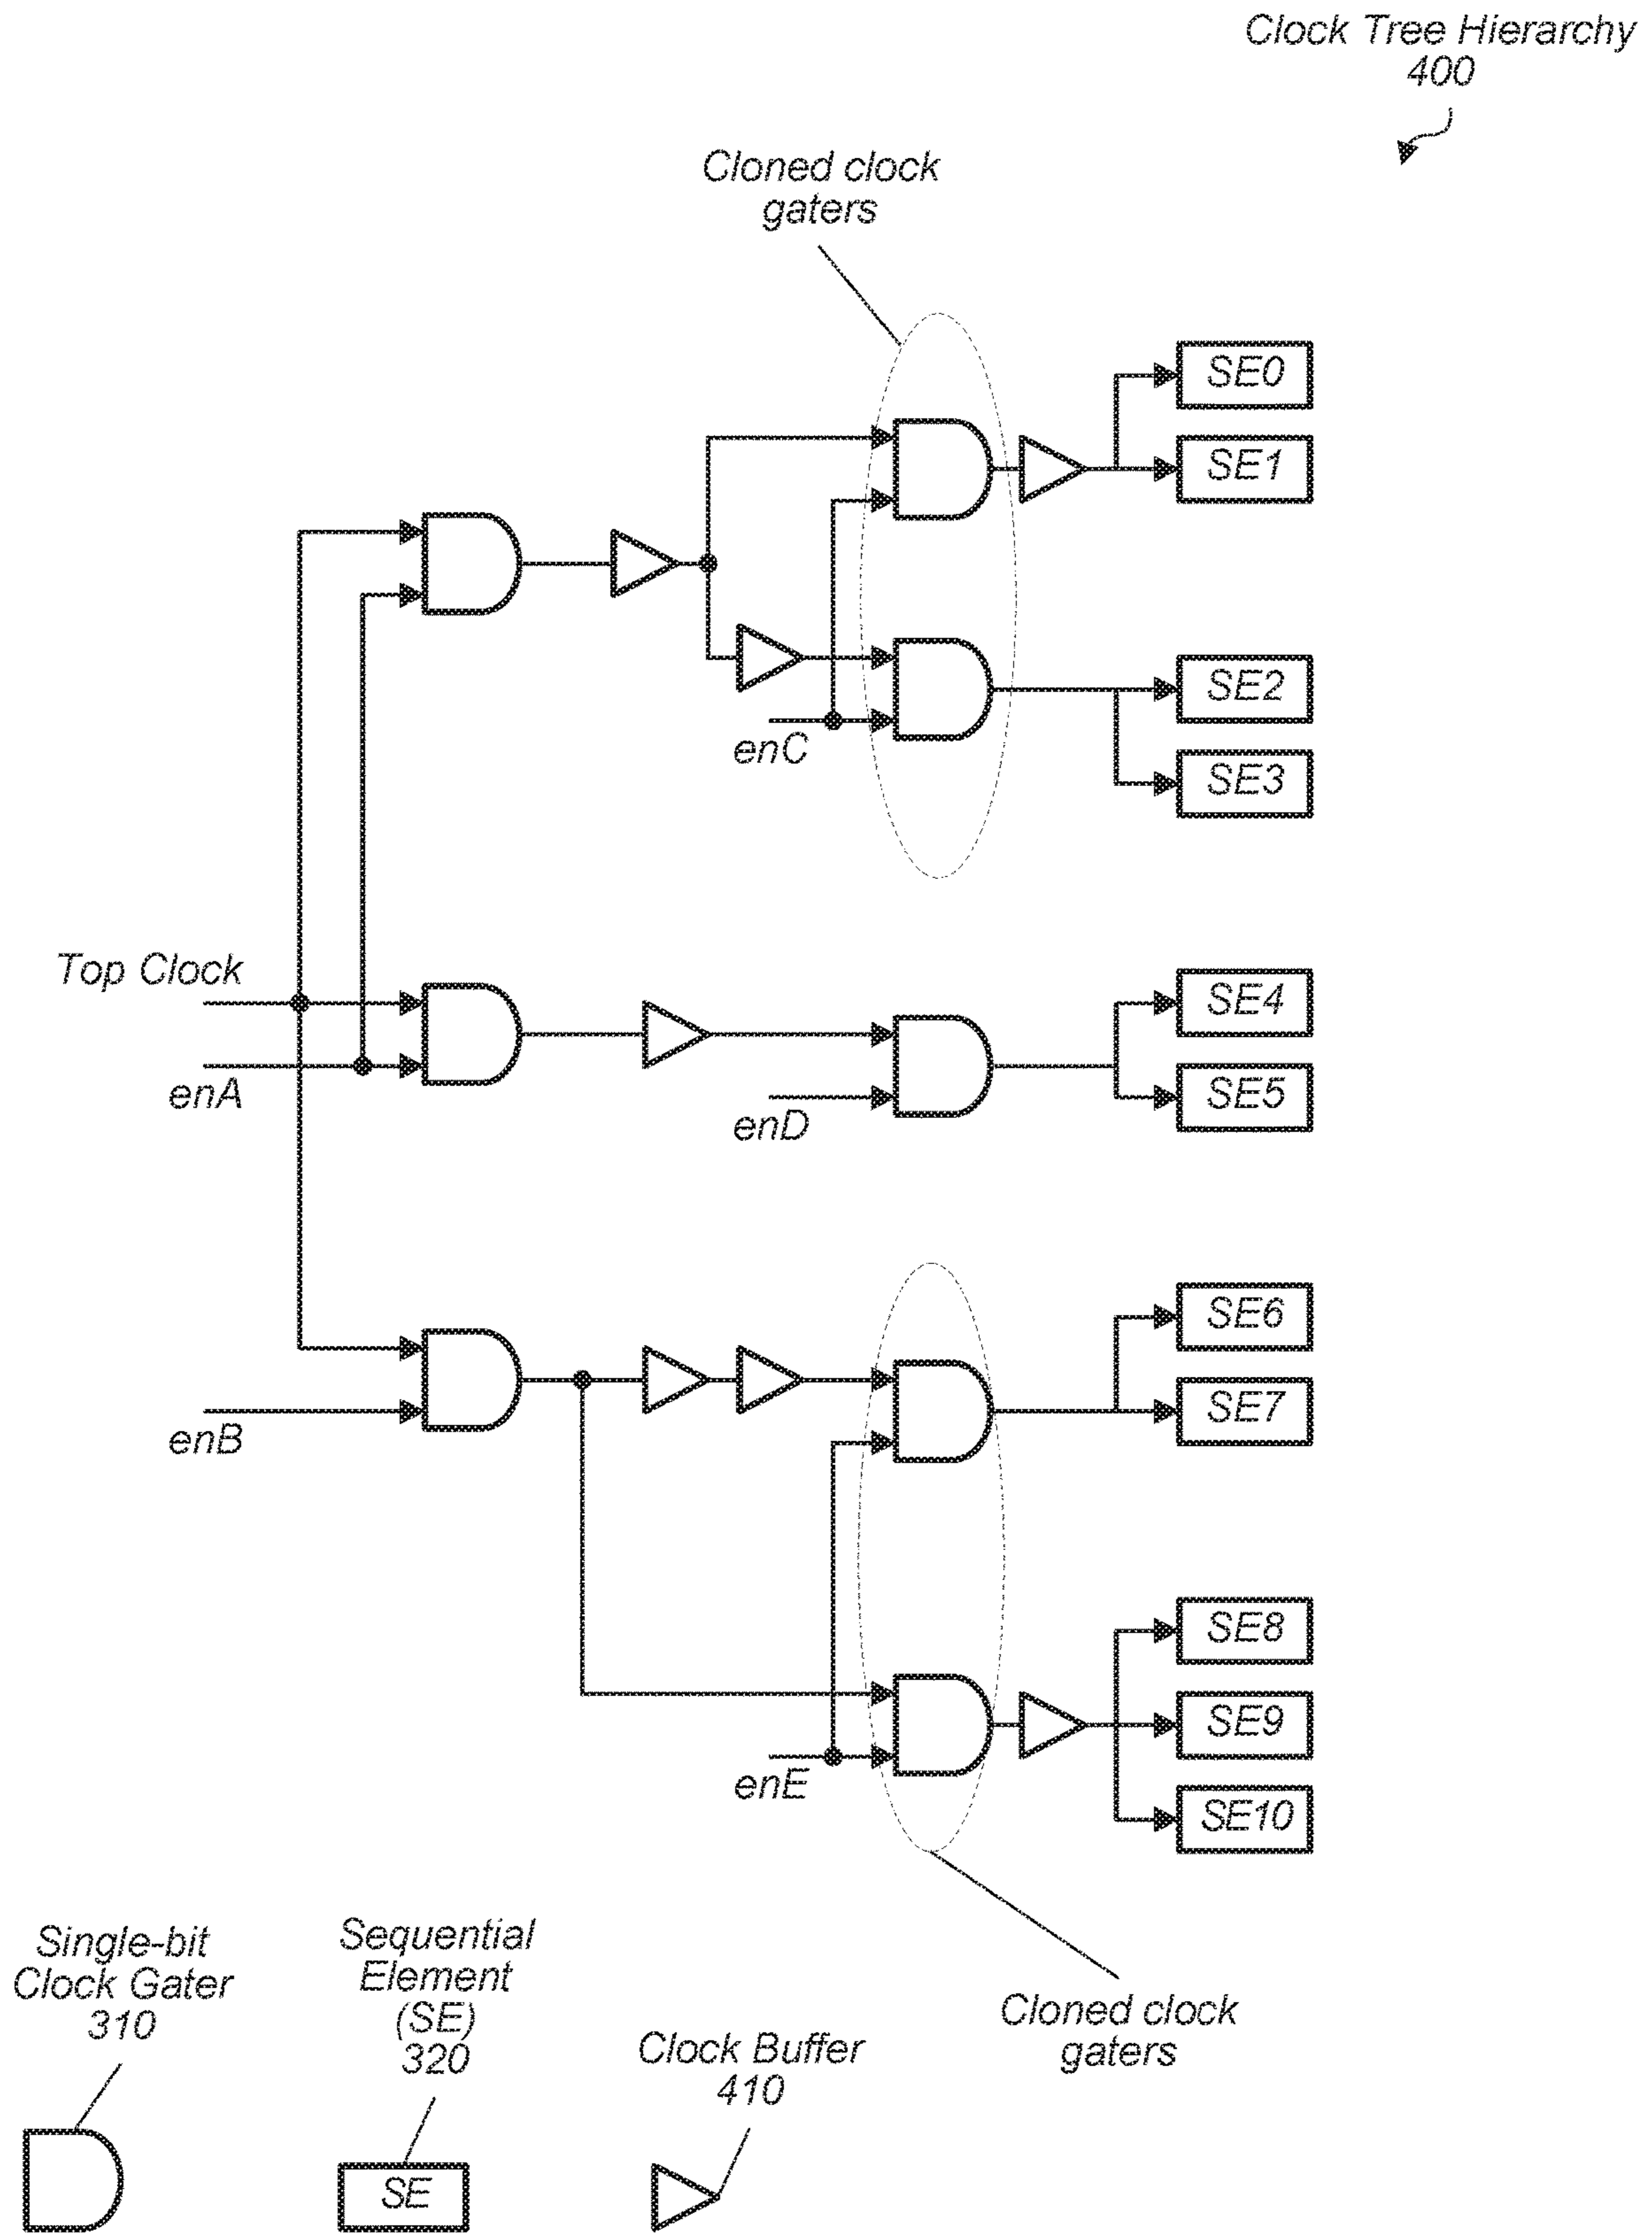 Clock Tree Hierarchy
400
Cloned clock
gaters
SE0
SE1
SE2
enC
SE3
Top Clock
SE4
enA
SE5
enD
SE6
SE7
enB
SE8
SE9
enE
SE10
Single-bit
Clock Gater
310
Sequential
Element
(SE)
320
Clock Buffer
410
Cloned clock
gaters
SE